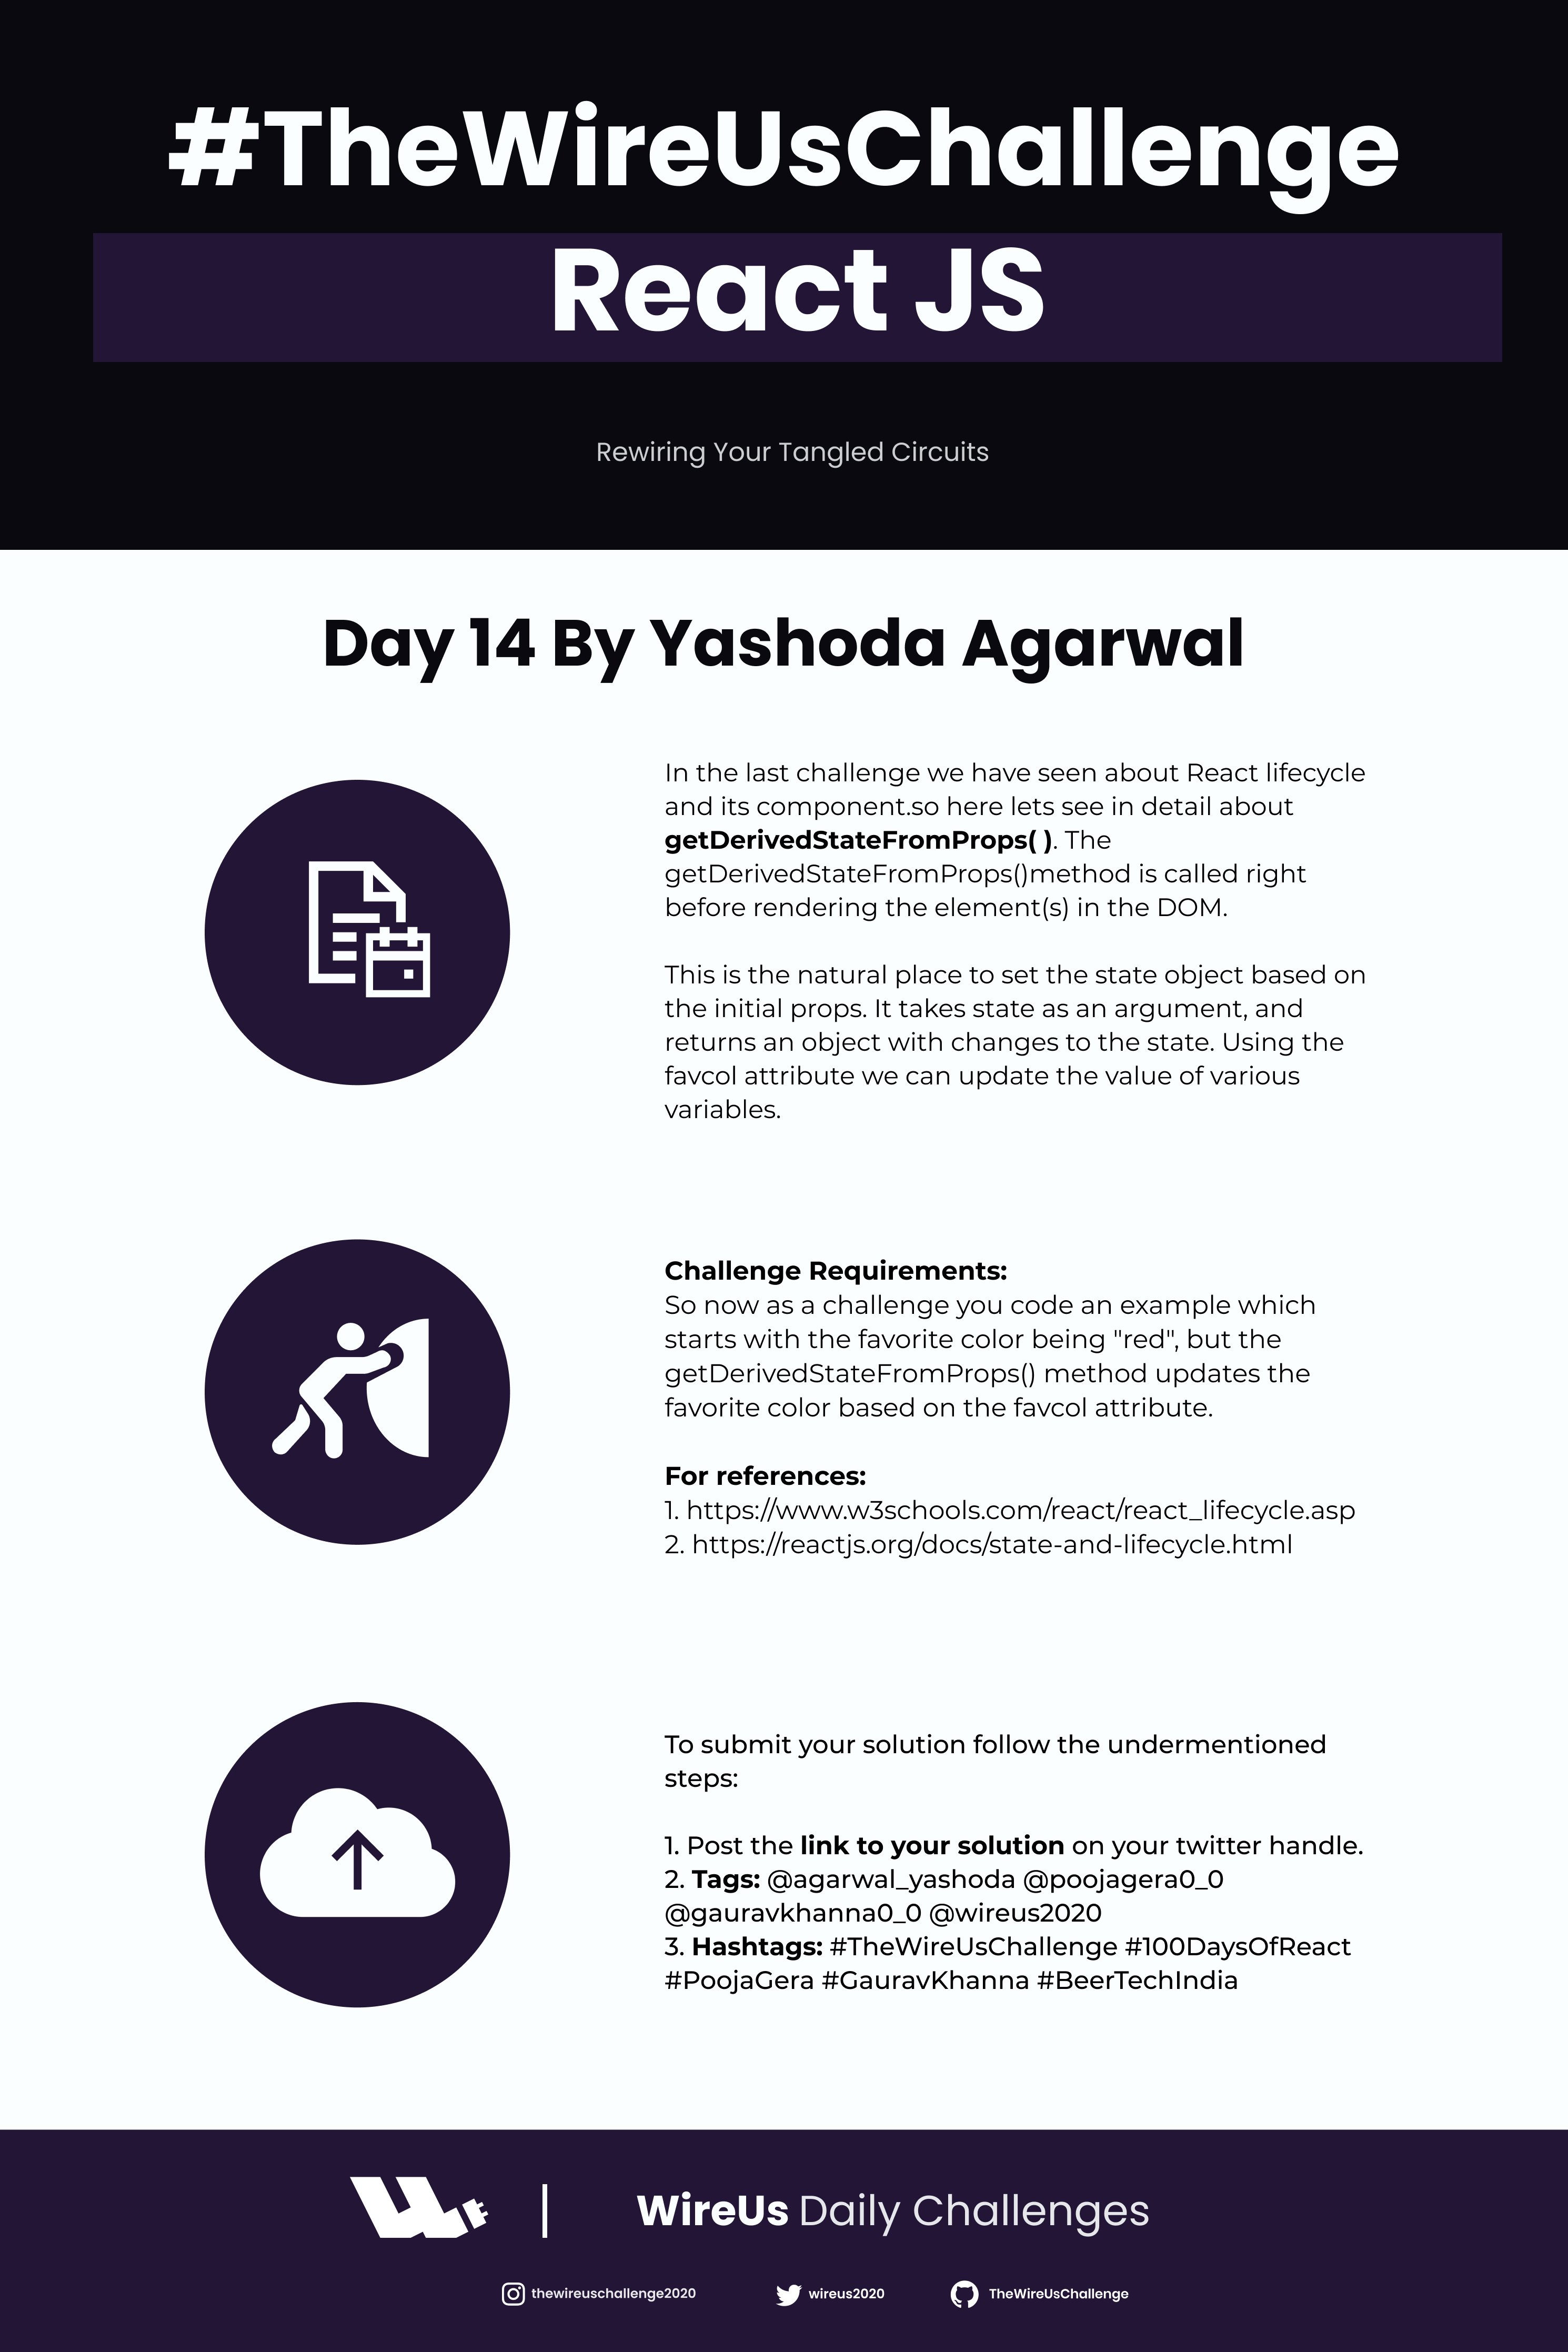 #TheWireUsChallenge
React JS
Rewiring Your Tangled Circuits
Day 14 By Yashoda Agarwal
In the last challenge we have seen about React lifecycle
and its component.so here lets see in detail about
getDerivedStateFromProps( ). The
getDerivedStateFromProps()method is called right
before rendering the element(s) in the DOM.
This is the natural place to set the state object based on
the initial props. It takes state as an argument, and
returns an object with changes to the state. Using the
favcol attribute we can update the value of various
variables.
Challenge Requirements:
So now as a challenge you code an example which
starts with the favorite color being "red", but the
getDerivedStateFromProps() method updates the
favorite color based on the favcol attribute.
For references:
1. https://www.w3schools.com/react/react_lifecycle.asp
2. https://reactjs.org/docs/state-and-lifecycle.html
To submit your solution follow the undermentioned
steps:
1. Post the link to your solution on your twitter handle.
2. Tags: @agarwal_yashoda @poojagera0_0
@gauravkhanna0_0 @wireus2020
3. Hashtags: #TheWireUsChallenge #100DaysOfReact
#PoojaGera #GauravKhanna #BeerTechIndia
WireUs Daily Challenges
thewireuschallenge2020 wireus2020 TheWireUsChallenge